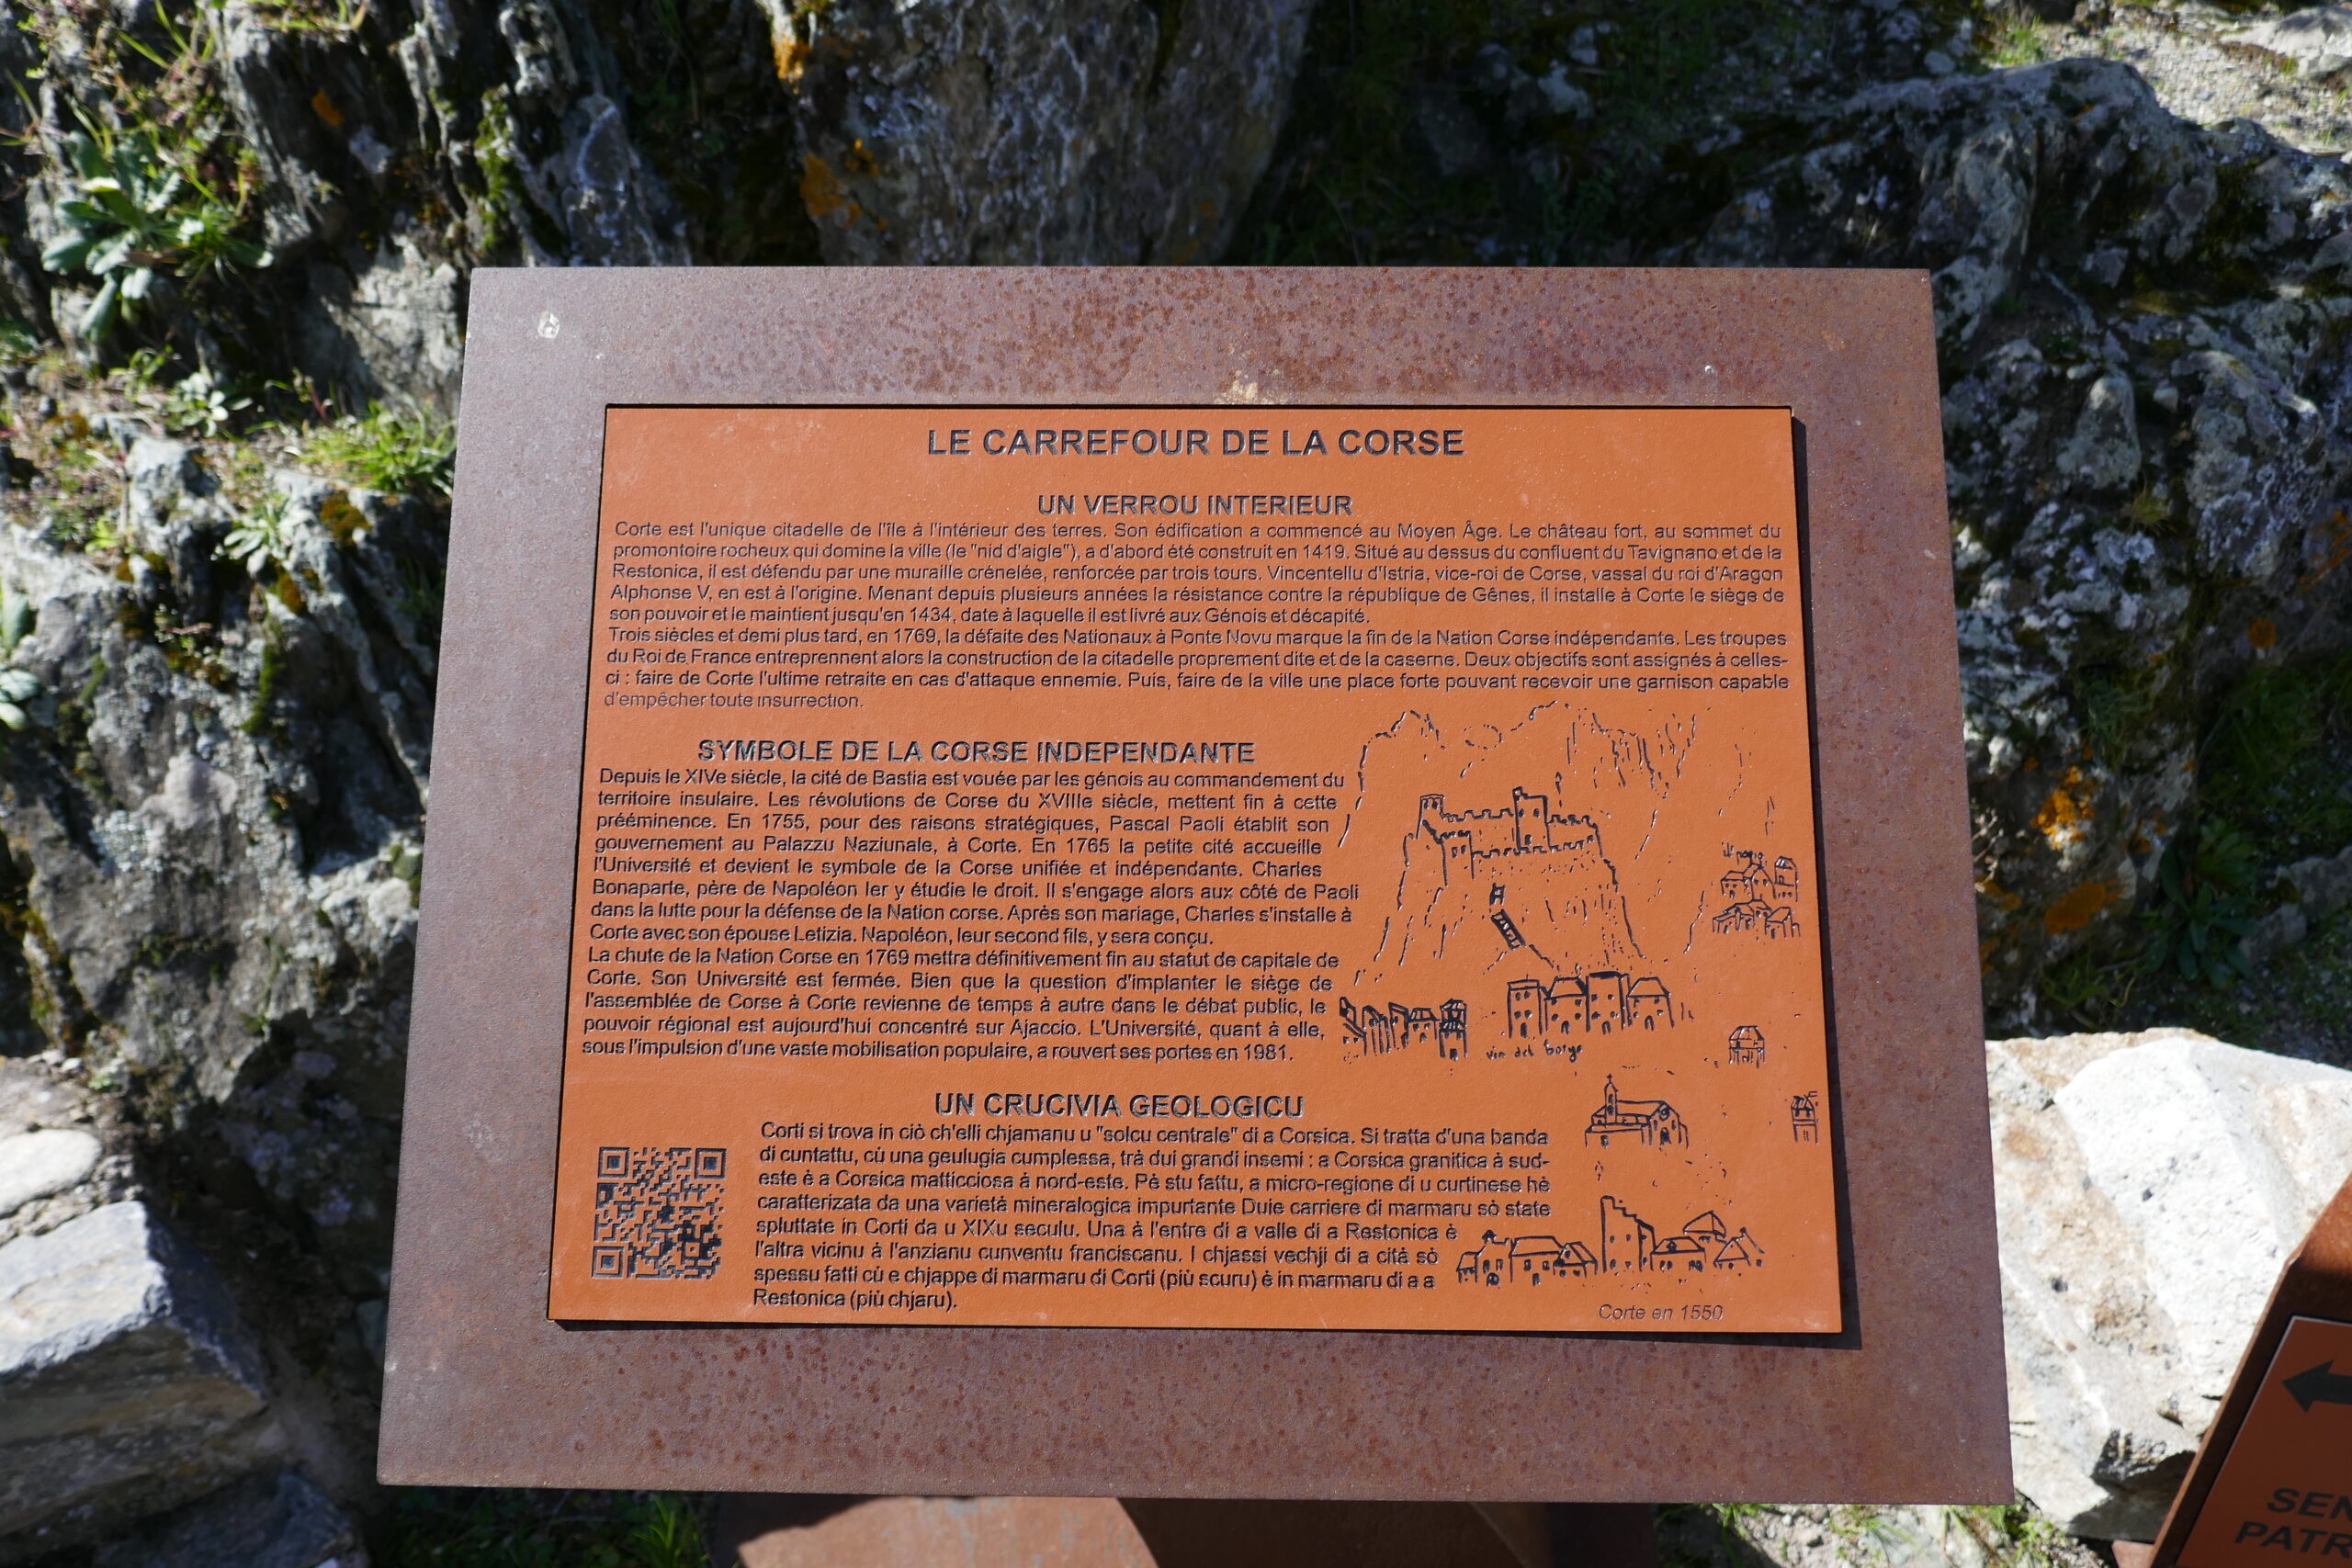 LE CARREFOUR DE LA CORSE
UN VERROU INTERIEUR
Corte est l'unique citadelle de l'île à l'intérieur des terres. Son édification a commencé au Moyen Âge. Le château fort, au sommet du
promontoire rocheux qui domine la ville (le "nid d'aigle"), a d'abord été construit en 1419. Situé au dessus du confluent du Tavignano et de la
Restonica, il est défendu par une muraille crénelée, renforcée par trois tours. Vincentellu d'Istria, vice-roi de Corse, vassal du roi d'Aragon
Alphonse V, en est à l'origine. Menant depuis plusieurs années la résistance contre la république de Gênes, il installe à Corte le siège de
son pouvoir et le maintient jusqu'en 1434, date à laquelle il est livré aux Génois et décapité.
Trois siècles et demi plus tard, en 1769, la défaite des Nationaux à Ponte Novu marque la fin de la Nation Corse indépendante. Les troupes
du Roi de France entreprennent alors la construction de la citadelle proprement dite et de la caserne. Deux objectifs sont assignés à celles-
ci : faire de Corte l'ultime retraite en cas d'attaque ennemie. Puis, faire de la ville une place forte pouvant recevoir une garnison capable
d'empêcher toute insurrection.
SYMBOLE DE LA CORSE INDEPENDANTE
Depuis le XIVe siècle, la cité de Bastia est vouée par les génois au commandement du
territoire insulaire. Les révolutions de Corse du XVIIIe siècle, mettent fin à cette
prééminence. En 1755, pour des raisons stratégiques, Pascal Paoli établit son
gouvernement au Palazzu Naziunale, à Corte. En 1765 la petite cité accueille
l'Université et devient le symbole de la Corse unifiée et indépendante. Charles
Bonaparte, père de Napoléon Ier y étudie le droit. Il s'engage alors aux côté de Paoli
dans la lutte pour la défense de la Nation corse. Après son mariage, Charles s'installe à
Corte avec son épouse Letizia. Napoléon, leur second fils, y sera conçu.
La chute de la Nation Corse en 1769 mettra définitivement fin au statut de capitale de
Corte. Son Université est fermée. Bien que la question d'implanter le siège de
l'assemblée de Corse à Corte revienne de temps à autre dans le débat public, le
pouvoir régional est aujourd'hui concentré sur Ajaccio. L'Université, quant à elle,
sous l'impulsion d'une vaste mobilisation populaire, a rouvert ses portes en 1981.
UN CRUCIVIA GEOLOGICU
Corti si trova in ciò ch'elli chjamanu u "solcu centrale" di a Corsica. Si tratta d'una banda
di cuntattu, cù una geulugia cumplessa, trà dui grandi insemi : a Corsica granitica à sud-
este è a Corsica matticciosa à nord-este. Pè stu fattu, a micro-regione di u curtinese hè
caratterizata da una varietà mineralogica impurtante Duie carriere di marmaru sò state
spluttate in Corti da u XIXu seculu. Una à l'entre di a valle di a Restonica è
l'altra vicinu à l'anzianu cunventu franciscanu. I chjassi vechji di a cità sò
spessu fatti cù e chjappe di marmaru di Corti (più scuru) è in marmaru di a a
Restonica (più chjaru).
Corte en 1550